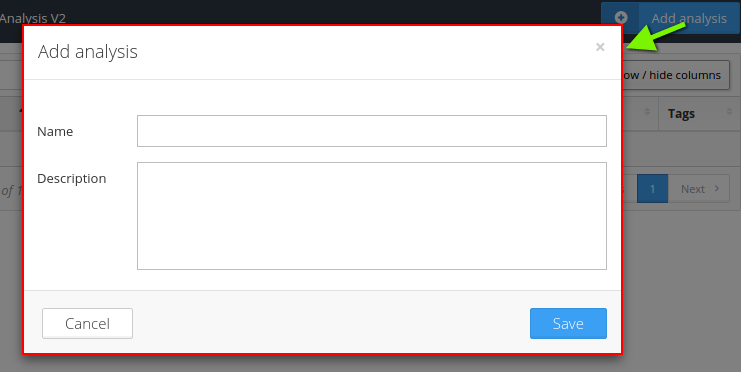 Analysis V2
Add analysis
Add analysis
×
ow / hide columns
Name
Tags
Description
of 1
1
Next
Cancel
Save